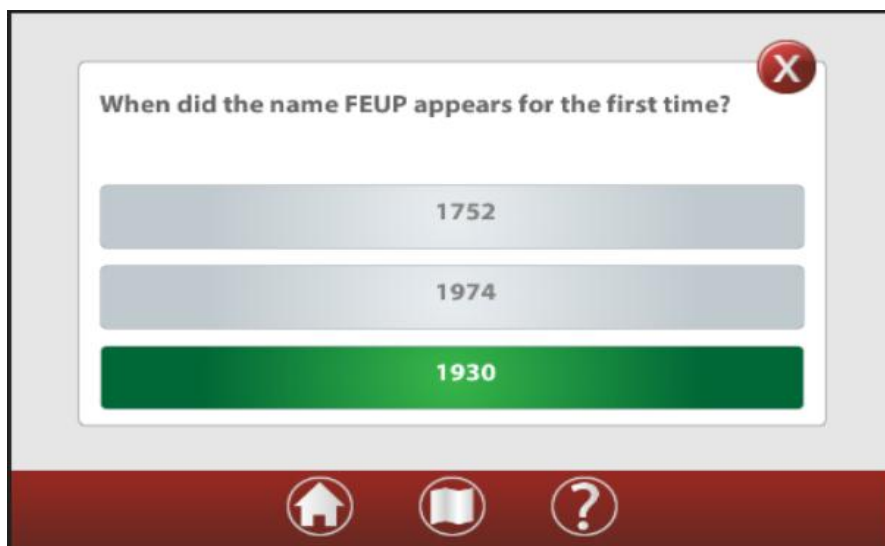 When did the name FEUP appears for the first time?
X
1752
1974
1930
?